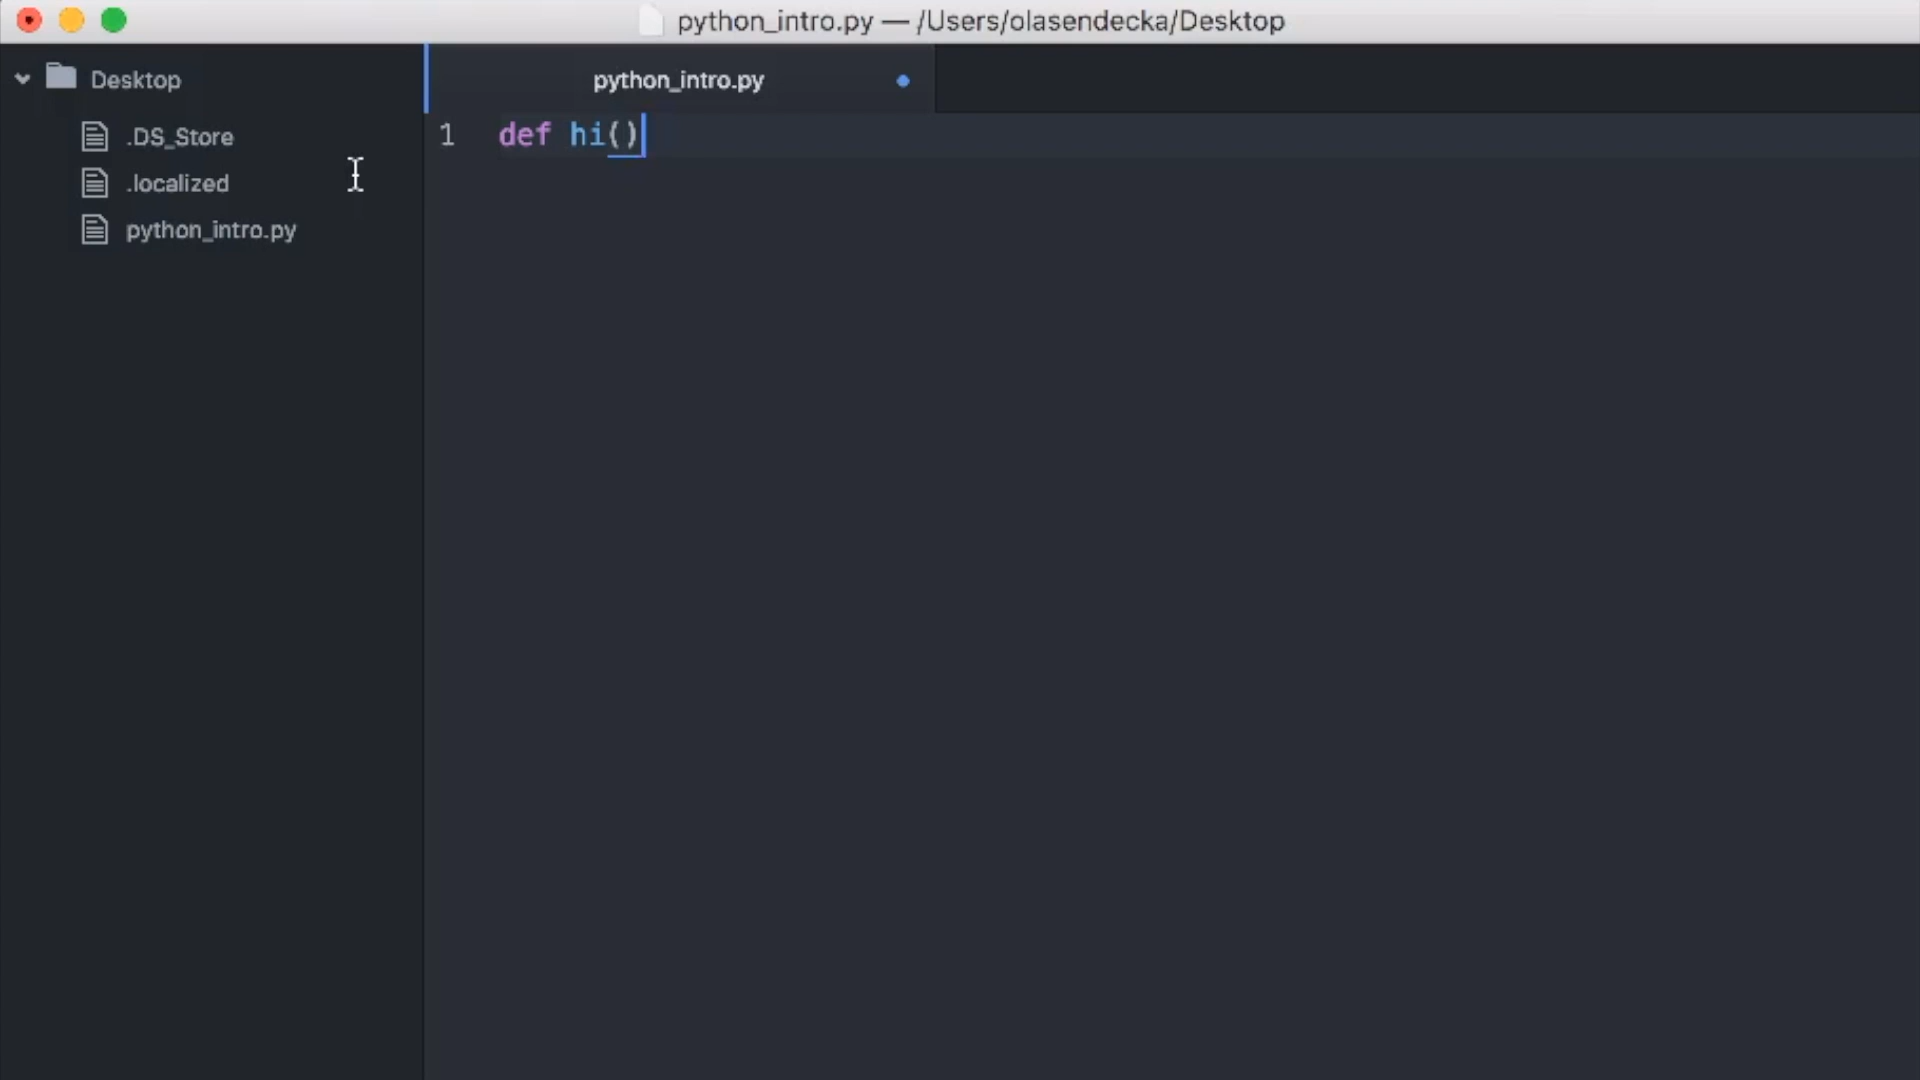 python_intro.py — /Users/olasendecka/Desktop
Desktop
.DS_Store
.localized
python_intro.py
python_intro.py
1 def hi()